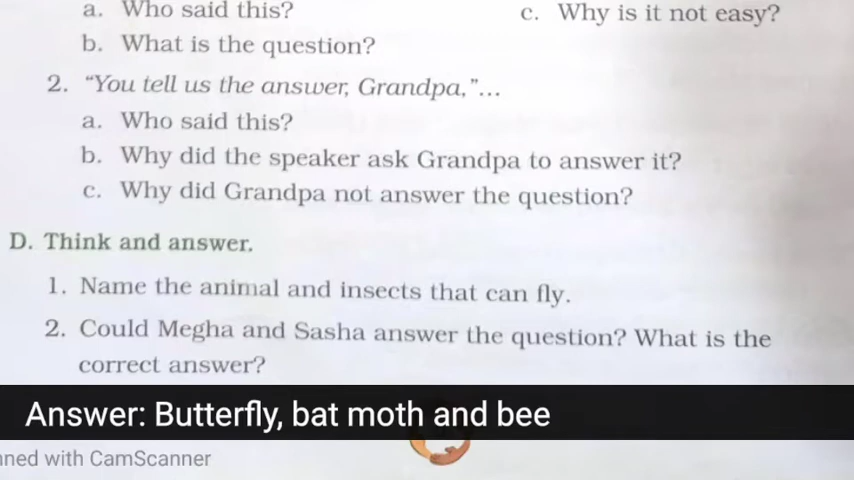 a. Who said this?
c. Why is it not easy?
b. What is the question?
2. “You tell us the answer, Grandpa,”...
a. Who said this?
b. Why did the speaker ask Grandpa to answer it?
c. Why did Grandpa not answer the question?
D. Think and answer.
1. Name the animal and insects that can fly.
2. Could Megha and Sasha answer the question? What is the
correct answer?
Answer: Butterfly, bat moth and bee
nned with CamScanner